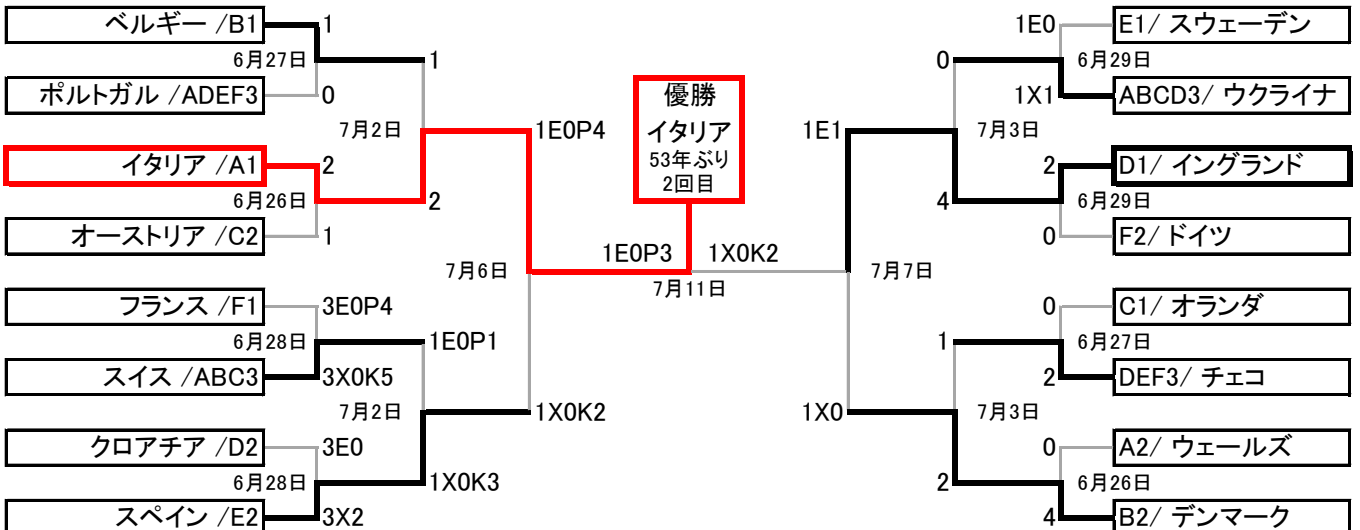 ベルギー /B1
1
6月27日
1
ポルトガル /ADEF3
0
7月2日
1E0P4
イタリア /A1
2
6月26日
2
オーストリア /C2
1
7月6日
1E0P3
フランス /F1
3E0P4
6月28日
1E0P1
スイス /ABC3
3X0K5
7月2日
1X0K2
クロアチア /D2
3E0
6月28日
1X0K3
スペイン /E2
3X2
優勝
イタリア
53年ぶり
2回目
1X0K2
7月11日
1E0
E1/ スウェーデン
0
6月29日
1X1
ABCD3/ ウクライナ
1E1
7月3日
2
D1/ イングランド
4
6月29日
0
F2/ ドイツ
7月7日
0
C1/ オランダ
1
6月27日
2
DEF3/ チェコ
1X0
7月3日
0
A2/ ウェールズ
2
6月26日
4
B2/ デンマーク